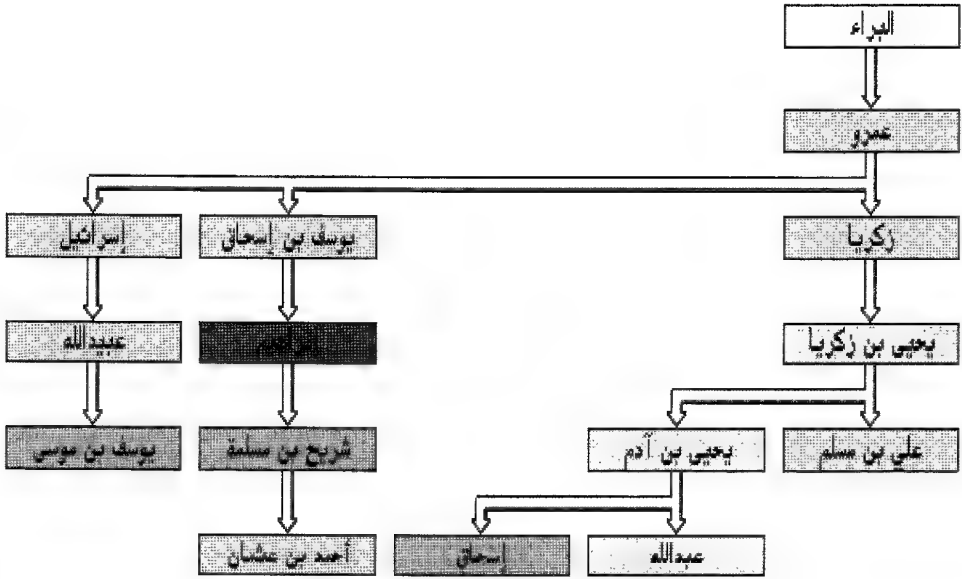 البراء
عمرو
زكريا
يوسف بن إسحاق
إسرائيل
يحيى بن زكريا
إبراهيم
عبيدالله
علي بن مسلم
يحيى بن آدم
شريح بن مسلمة
يوسف بن موسى
عبدالله
إسحاق
أحمد بن عثمان